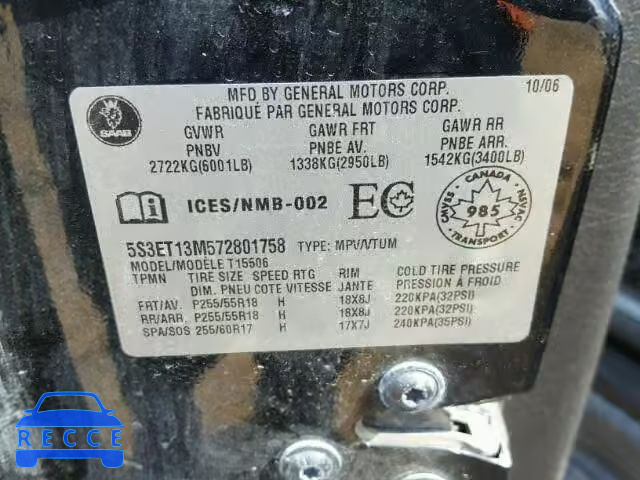 MFD BY GENERAL MOTORS CORP. 10/06
FABRIQUÉ PAR GENERAL MOTORS CORP.
SAAB
GVWR GAWR FRT GAWR RR
PNBV PNBE AV. PNBE ARR.
2722KG(6001LB) 1338KG(2950LB) 1542KG(3400LB)
ICES/NMB-002 EC
CANADA
CMVSS NSVAC
985
TRANSPORT
5S3ET13M572801758 TYPE: MPV/VTUM
MODEL/MODÈLE T15506
TPMN TIRE SIZE SPEED RTG RIM COLD TIRE PRESSURE
DIM. PNEU COTE VITESSE JANTE PRESSION À FROID
FRT/AV. P255/55R18 H 18X8J 220KPA(32PSI)
RR/ARR. P255/55R18 H 18X8J 220KPA(32PSI)
SPA/SOS 255/60R17 H 17X7J 240KPA(35PSI)
RECCE